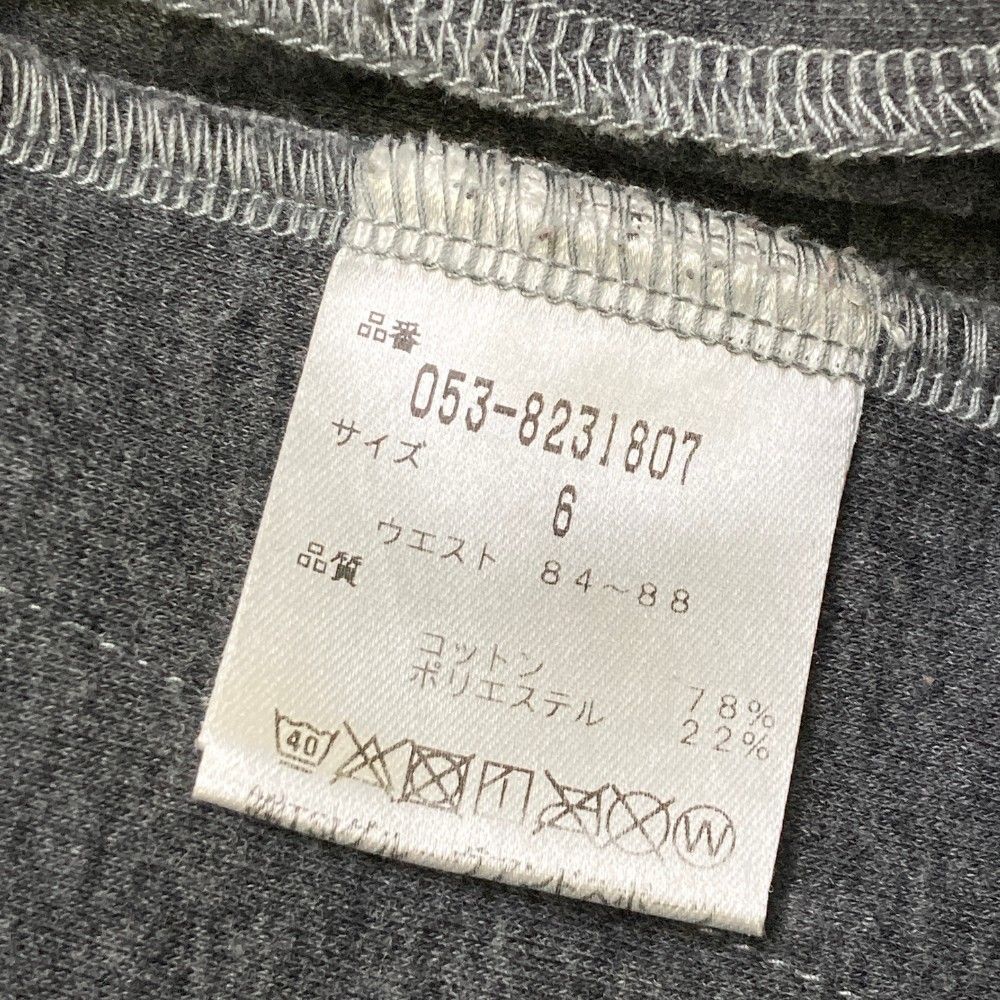 品番
053-8231807
サイズ
6
ウエスト 84～88
品質
コットン 78%
ポリエステル 22%
40
W